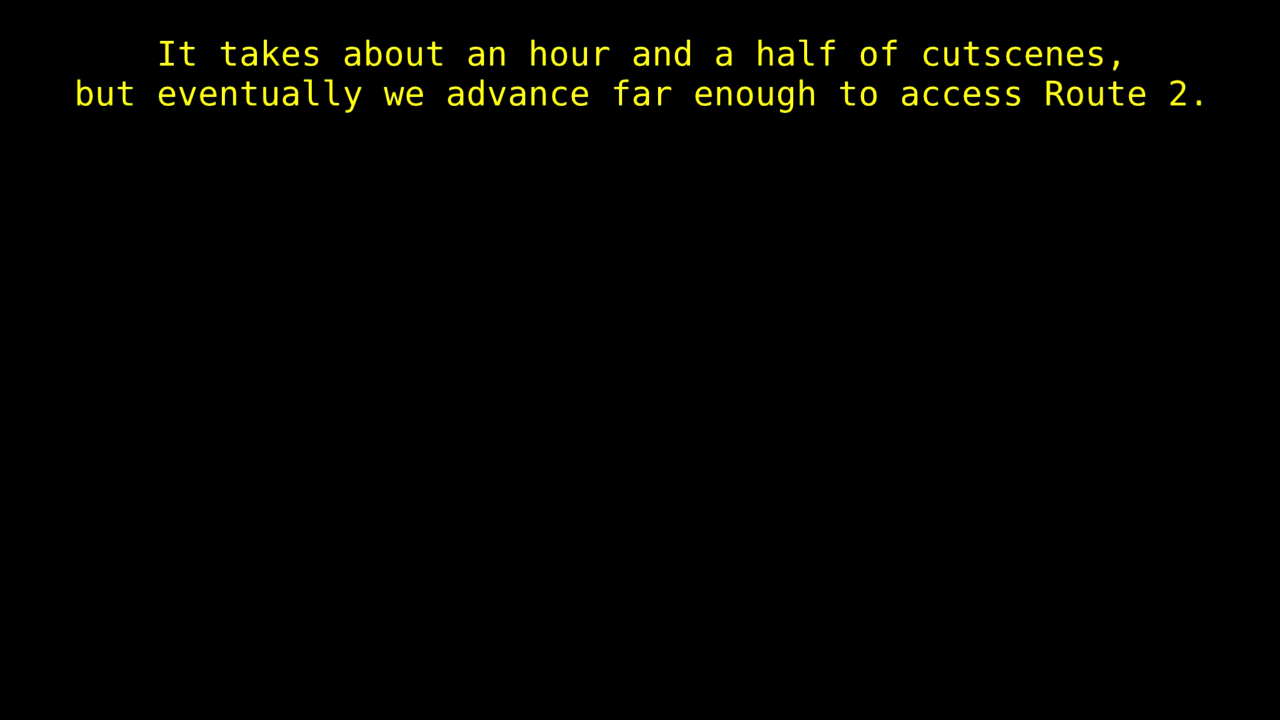 It takes about an hour and a half of cutscenes,
but eventually we advance far enough to access Route 2.